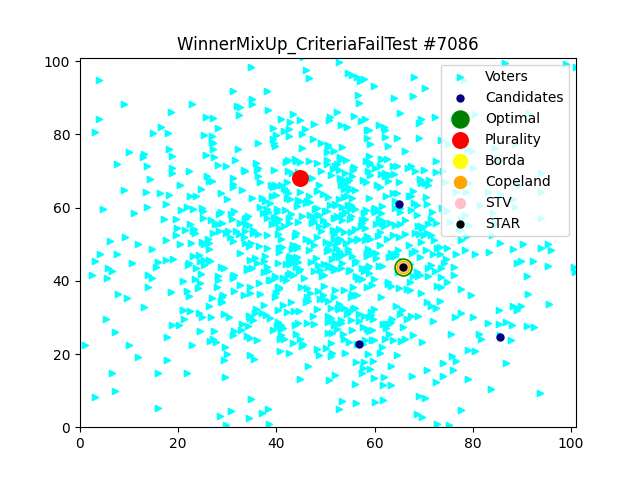 WinnerMixUp_CriteriaFailTest #7086
100
80
60
40
20
0
0 20 40 60 80 100
Voters
Candidates
Optimal
Plurality
Borda
Copeland
STV
STAR